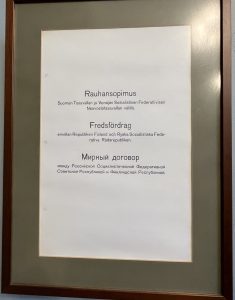 Rauhansopimus
Suomen Tasavallan ja Venäjän Sosialistisen Federatiivisen
Neuvostotasavallan välillä.
Fredsfördrag
emellan Republiken Finland och Ryska Socialistiska Fede-
rativa Rådsrepubliken.
Мирный договор
между Российской Социалистической Федеративной
Советской Республикой и Финляндской Республикой.